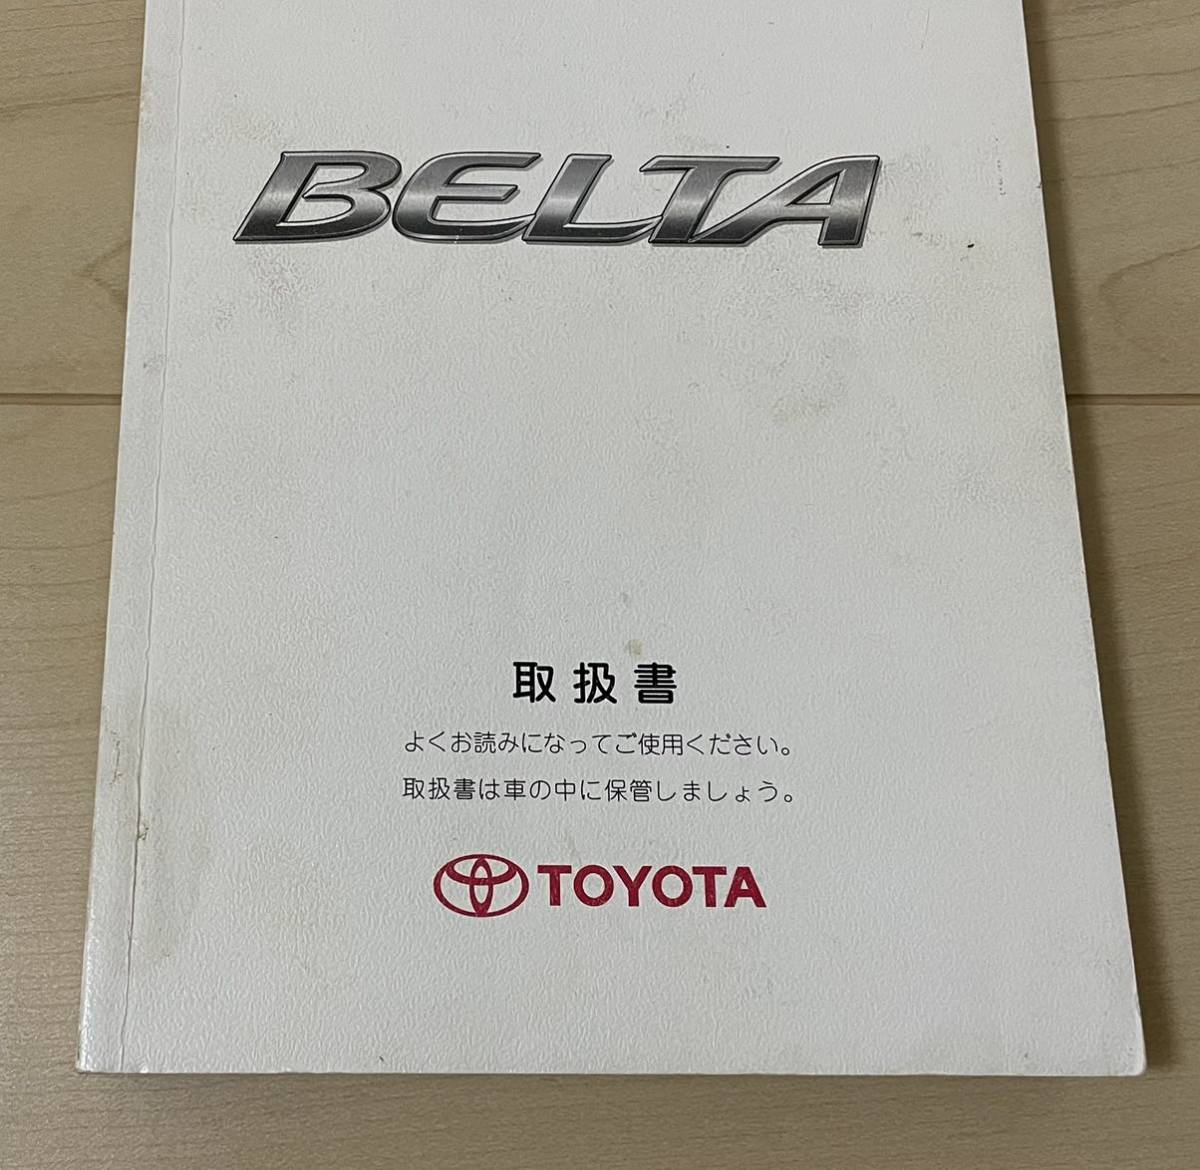 BELTA
取扱書
よくお読みになってご使用ください。
取扱書は車の中に保管しましょう。
TOYOTA